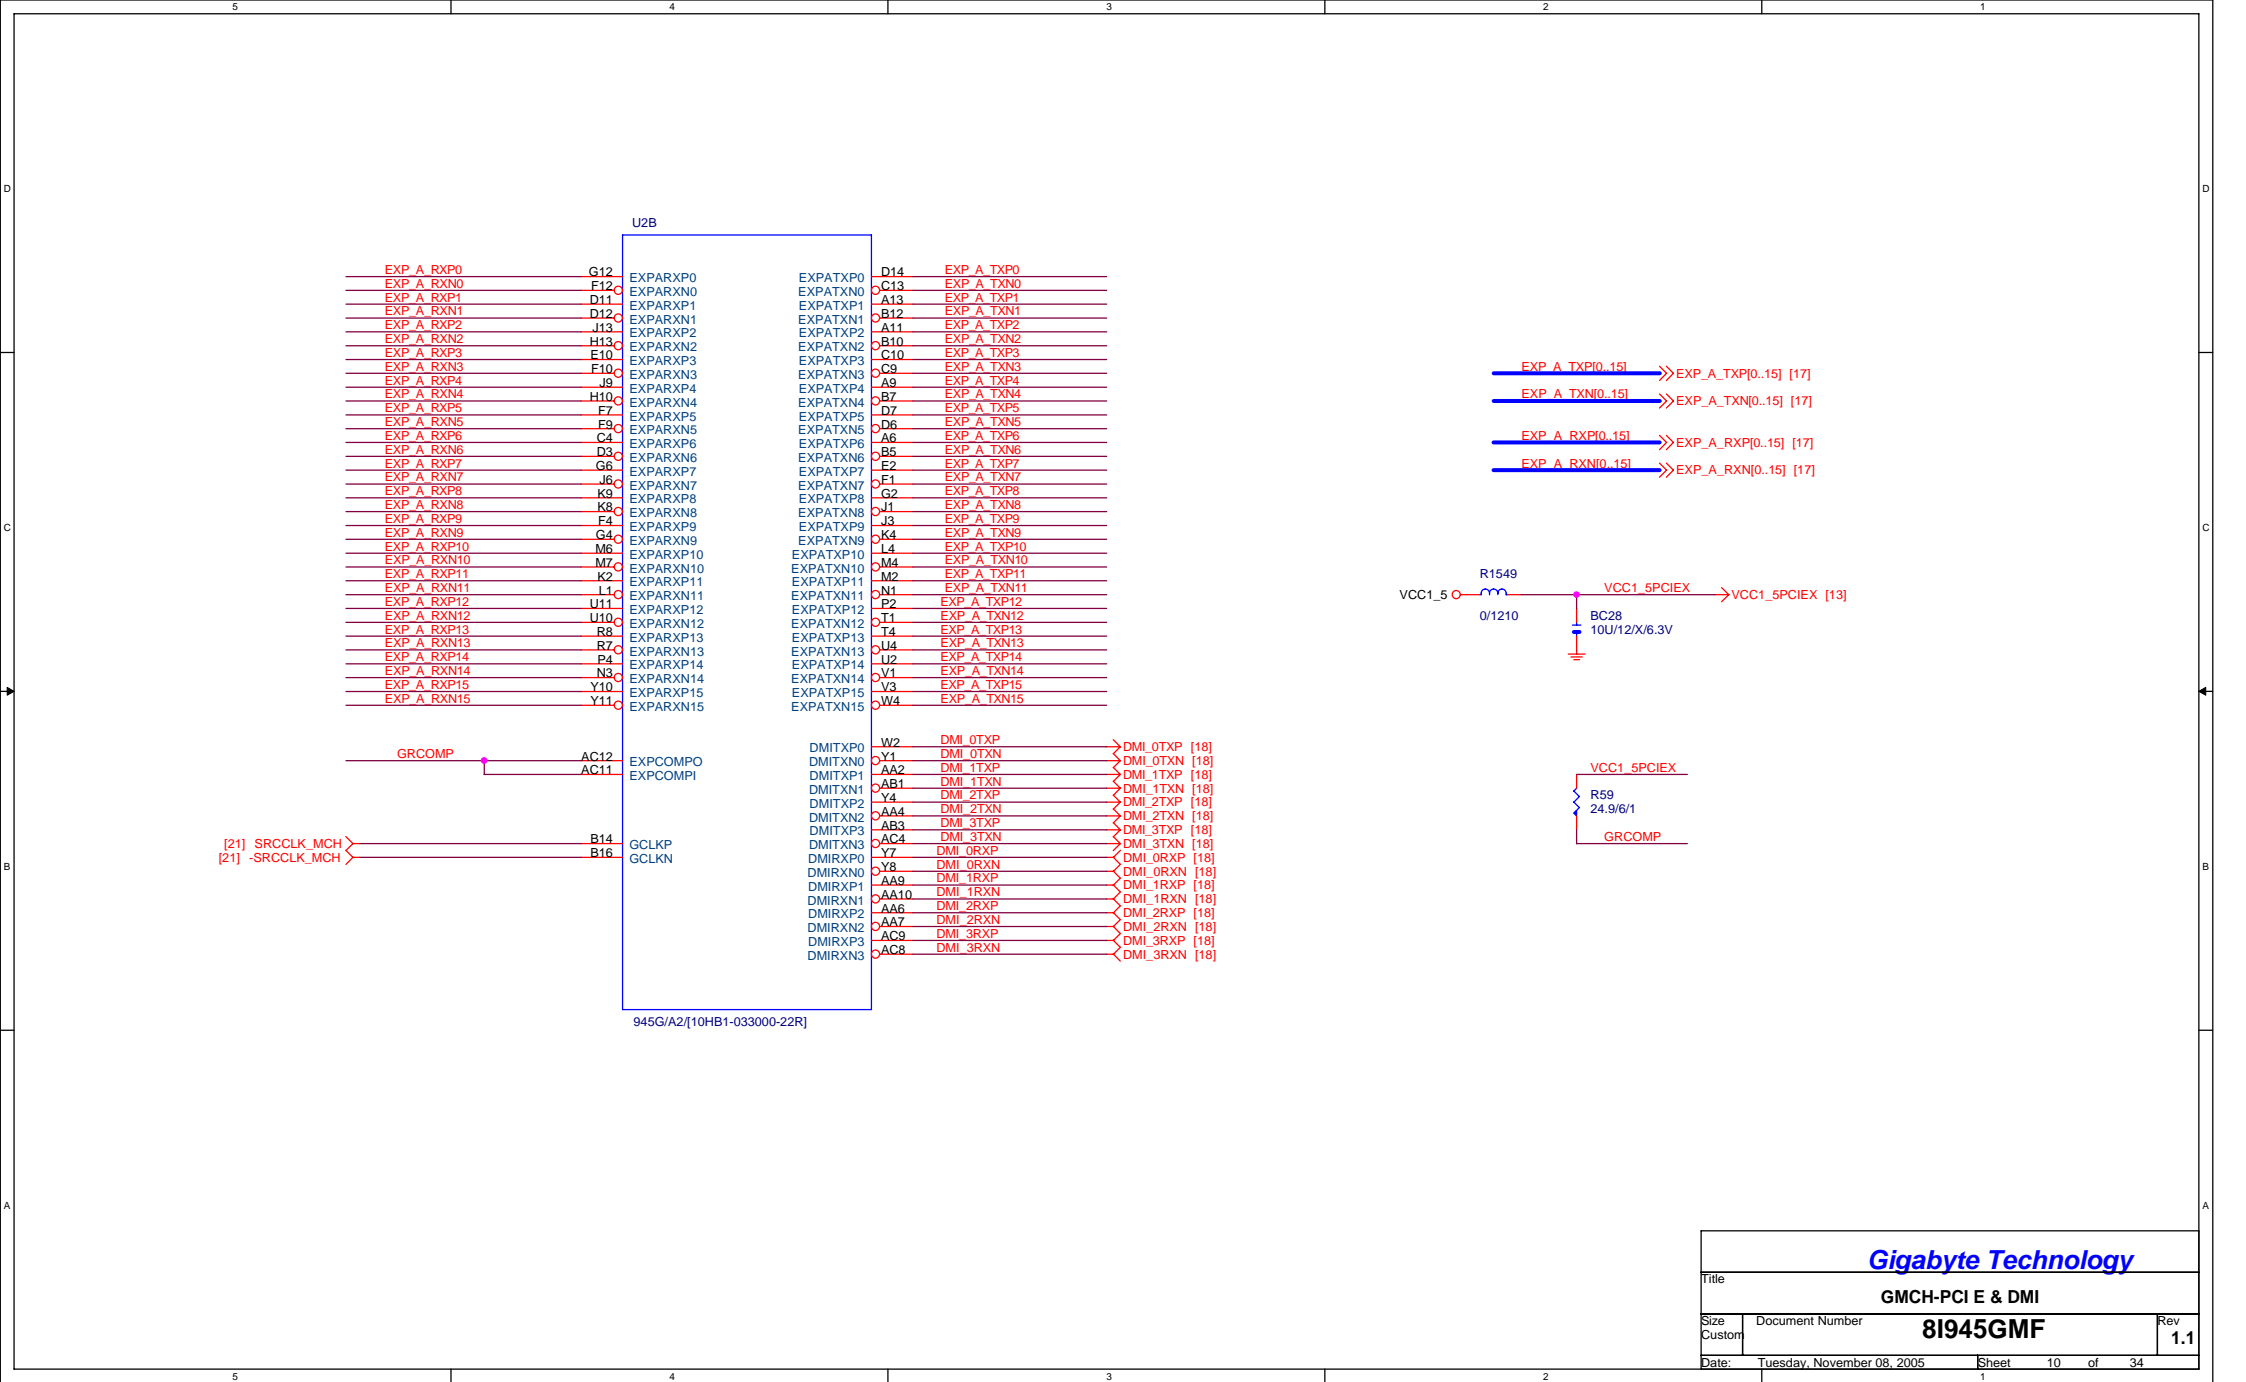 5 4 3 2 1
D D
C C
B B
A A
U2B
EXP_A_RXP0 G12 EXPARXP0 EXPATXP0 D14 EXP_A_TXP0
EXP_A_RXN0 F12 EXPARXN0 EXPATXN0 C13 EXP_A_TXN0
EXP_A_RXP1 D11 EXPARXP1 EXPATXP1 A13 EXP_A_TXP1
EXP_A_RXN1 D12 EXPARXN1 EXPATXN1 B12 EXP_A_TXN1
EXP_A_RXP2 J13 EXPARXP2 EXPATXP2 A11 EXP_A_TXP2
EXP_A_RXN2 H13 EXPARXN2 EXPATXN2 B10 EXP_A_TXN2
EXP_A_RXP3 E10 EXPARXP3 EXPATXP3 C10 EXP_A_TXP3
EXP_A_RXN3 F10 EXPARXN3 EXPATXN3 C9 EXP_A_TXN3
EXP_A_RXP4 J9 EXPARXP4 EXPATXP4 A9 EXP_A_TXP4
EXP_A_RXN4 H10 EXPARXN4 EXPATXN4 B7 EXP_A_TXN4
EXP_A_RXP5 F7 EXPARXP5 EXPATXP5 D7 EXP_A_TXP5
EXP_A_RXN5 F9 EXPARXN5 EXPATXN5 D6 EXP_A_TXN5
EXP_A_RXP6 C4 EXPARXP6 EXPATXP6 A6 EXP_A_TXP6
EXP_A_RXN6 D3 EXPARXN6 EXPATXN6 B5 EXP_A_TXN6
EXP_A_RXP7 G6 EXPARXP7 EXPATXP7 E2 EXP_A_TXP7
EXP_A_RXN7 J6 EXPARXN7 EXPATXN7 F1 EXP_A_TXN7
EXP_A_RXP8 K9 EXPARXP8 EXPATXP8 G2 EXP_A_TXP8
EXP_A_RXN8 K8 EXPARXN8 EXPATXN8 J1 EXP_A_TXN8
EXP_A_RXP9 F4 EXPARXP9 EXPATXP9 J3 EXP_A_TXP9
EXP_A_RXN9 G4 EXPARXN9 EXPATXN9 K4 EXP_A_TXN9
EXP_A_RXP10 M6 EXPARXP10 EXPATXP10 L4 EXP_A_TXP10
EXP_A_RXN10 M7 EXPARXN10 EXPATXN10 M4 EXP_A_TXN10
EXP_A_RXP11 K2 EXPARXP11 EXPATXP11 M2 EXP_A_TXP11
EXP_A_RXN11 L1 EXPARXN11 EXPATXN11 N1 EXP_A_TXN11
EXP_A_RXP12 U11 EXPARXP12 EXPATXP12 P2 EXP_A_TXP12
EXP_A_RXN12 U10 EXPARXN12 EXPATXN12 T1 EXP_A_TXN12
EXP_A_RXP13 R8 EXPARXP13 EXPATXP13 T4 EXP_A_TXP13
EXP_A_RXN13 R7 EXPARXN13 EXPATXN13 U4 EXP_A_TXN13
EXP_A_RXP14 P4 EXPARXP14 EXPATXP14 U2 EXP_A_TXP14
EXP_A_RXN14 N3 EXPARXN14 EXPATXN14 V1 EXP_A_TXN14
EXP_A_RXP15 Y10 EXPARXP15 EXPATXP15 V3 EXP_A_TXP15
EXP_A_RXN15 Y11 EXPARXN15 EXPATXN15 W4 EXP_A_TXN15
GRCOMP AC12 EXPCOMPO
AC11 EXPCOMPI
[21] SRCCLK_MCH B14 GCLKP
[21] -SRCCLK_MCH B16 GCLKN
DMITXP0 W2 DMI_0TXP DMI_0TXP [18]
DMITXN0 Y1 DMI_0TXN DMI_0TXN [18]
DMITXP1 AA2 DMI_1TXP DMI_1TXP [18]
DMITXN1 AB1 DMI_1TXN DMI_1TXN [18]
DMITXP2 Y4 DMI_2TXP DMI_2TXP [18]
DMITXN2 AA4 DMI_2TXN DMI_2TXN [18]
DMITXP3 AB3 DMI_3TXP DMI_3TXP [18]
DMITXN3 AC4 DMI_3TXN DMI_3TXN [18]
DMIRXP0 Y7 DMI_0RXP DMI_0RXP [18]
DMIRXN0 Y8 DMI_0RXN DMI_0RXN [18]
DMIRXP1 AA9 DMI_1RXP DMI_1RXP [18]
DMIRXN1 AA10 DMI_1RXN DMI_1RXN [18]
DMIRXP2 AA6 DMI_2RXP DMI_2RXP [18]
DMIRXN2 AA7 DMI_2RXN DMI_2RXN [18]
DMIRXP3 AC9 DMI_3RXP DMI_3RXP [18]
DMIRXN3 AC8 DMI_3RXN DMI_3RXN [18]
945G/A2/[10HB1-033000-22R]
EXP_A_TXP[0..15] EXP_A_TXP[0..15] [17]
EXP_A_TXN[0..15] EXP_A_TXN[0..15] [17]
EXP_A_RXP[0..15] EXP_A_RXP[0..15] [17]
EXP_A_RXN[0..15] EXP_A_RXN[0..15] [17]
R1549
VCC1_5 VCC1_5PCIEX VCC1_5PCIEX [13]
0/1210 BC28
10U/12/X/6.3V
VCC1_5PCIEX
R59
24.9/6/1
GRCOMP
Gigabyte Technology
Title
GMCH-PCI E & DMI
Size Document Number Rev
Custom 8I945GMF 1.1
Date: Tuesday, November 08, 2005 Sheet 10 of 34
5 4 3 2 1